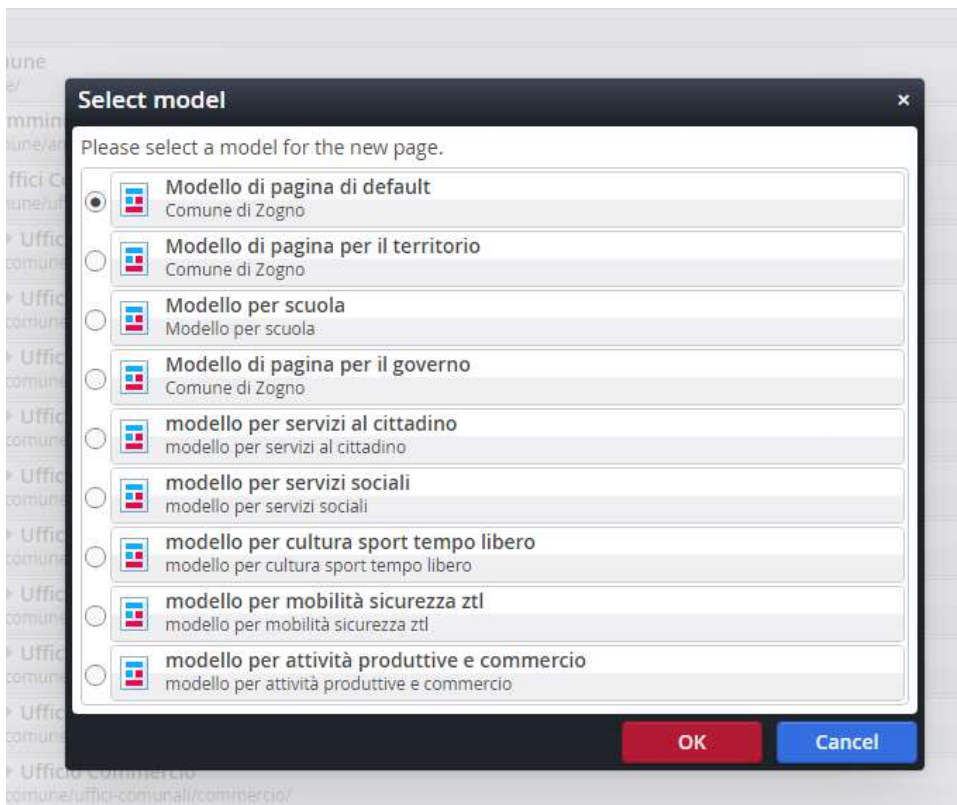 Select model
×
Please select a model for the new page.
Modello di pagina di default
Comune di Zogno
Modello di pagina per il territorio
Comune di Zogno
Modello per scuola
Modello per scuola
Modello di pagina per il governo
Comune di Zogno
modello per servizi al cittadino
modello per servizi al cittadino
modello per servizi sociali
modello per servizi sociali
modello per cultura sport tempo libero
modello per cultura sport tempo libero
modello per mobilità sicurezza ztl
modello per mobilità sicurezza ztl
modello per attività produttive e commercio
modello per attività produttive e commercio
OK
Cancel
Ufficio Commercio
comune/uffici-comunali/commercio/